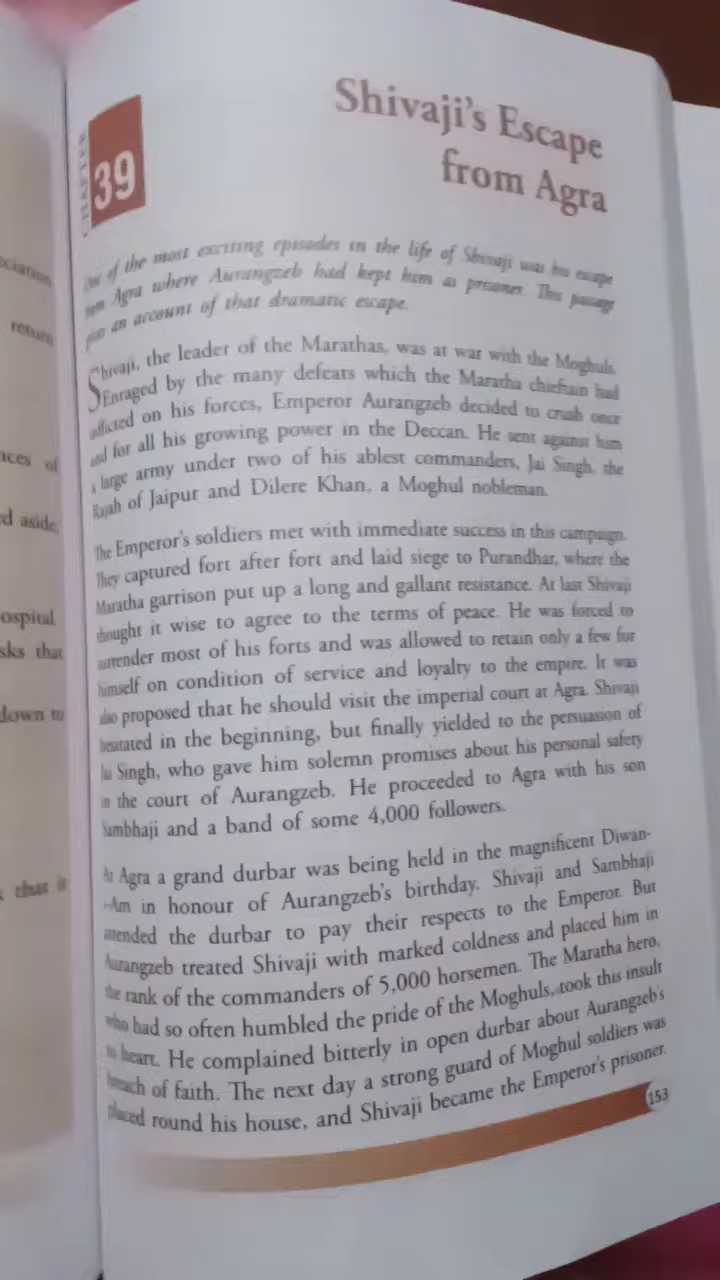 ociation
return
nces of
d aside,
ospital.
sks that
down to
that it
CHAPTER
39
Shivaji's Escape
from Agra
of the most exciting episodes in the life of Shivaji was his escape
Agra where Aurangzeb had kept him as prisoner. This passage
an account of that dramatic escape.
Shivaji, the leader of the Marathas, was at war with the Moghuls.
Enraged by the many defeats which the Maratha chieftain had
nflicted on his forces, Emperor Aurangzeb decided to crush once
and for all his growing power in the Deccan. He sent against him
a large army under two of his ablest commanders, Jai Singh, the
Rajah of Jaipur and Dilere Khan, a Moghul nobleman.
The Emperor's soldiers met with immediate success in this campaign.
They captured fort after fort and laid siege to Purandhar, where the
Maratha garrison put up a long and gallant resistance. At last Shivaji
thought it wise to agree to the terms of peace. He was forced to
surrender most of his forts and was allowed to retain only a few for
himself on condition of service and loyalty to the empire. It was
also proposed that he should visit the imperial court at Agra. Shivaji
hesitated in the beginning, but finally yielded to the persuasion of
Jai Singh, who gave him solemn promises about his personal safety
in the court of Aurangzeb. He proceeded to Agra with his son
Sambhaji and a band of some 4,000 followers.
At Agra a grand durbar was being held in the magnificent Diwan-
-Am in honour of Aurangzeb's birthday. Shivaji and Sambhaji
attended the durbar to pay their respects to the Emperor. But
Aurangzeb treated Shivaji with marked coldness and placed him in
the rank of the commanders of 5,000 horsemen. The Maratha hero,
who had so often humbled the pride of the Moghuls, took this insult
to heart. He complained bitterly in open durbar about Aurangzeb's
breach of faith. The next day a strong guard of Moghul soldiers was
placed round his house, and Shivaji became the Emperor's prisoner.
153